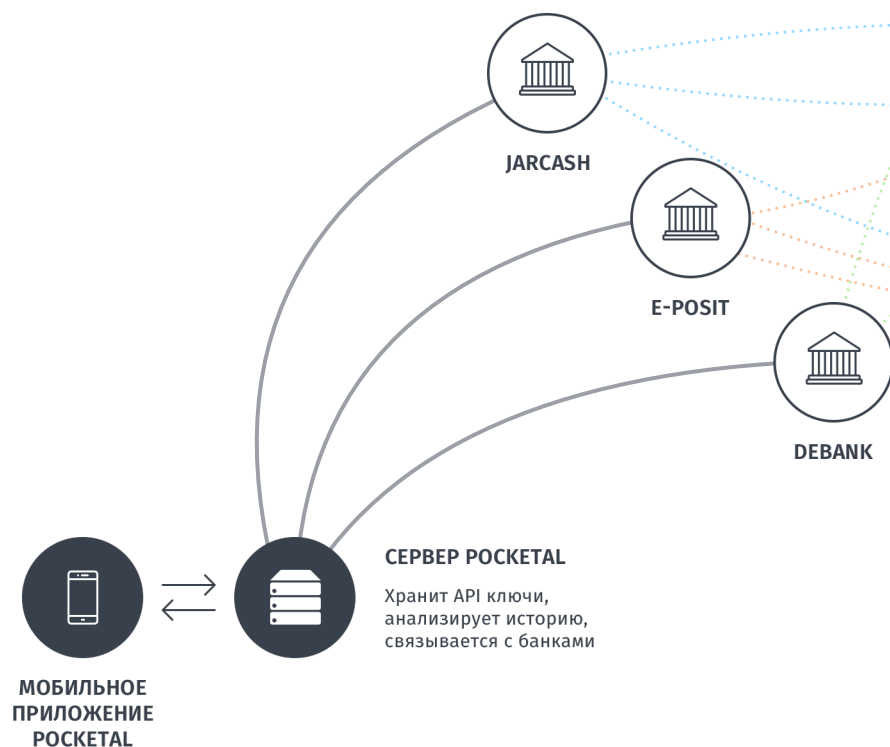 JARCASH
E-POSIT
DEBANK
СЕРВЕР POCKETAL
Хранит API ключи,
анализирует историю,
связывается с банками
МОБИЛЬНОЕ
ПРИЛОЖЕНИЕ
POCKETAL